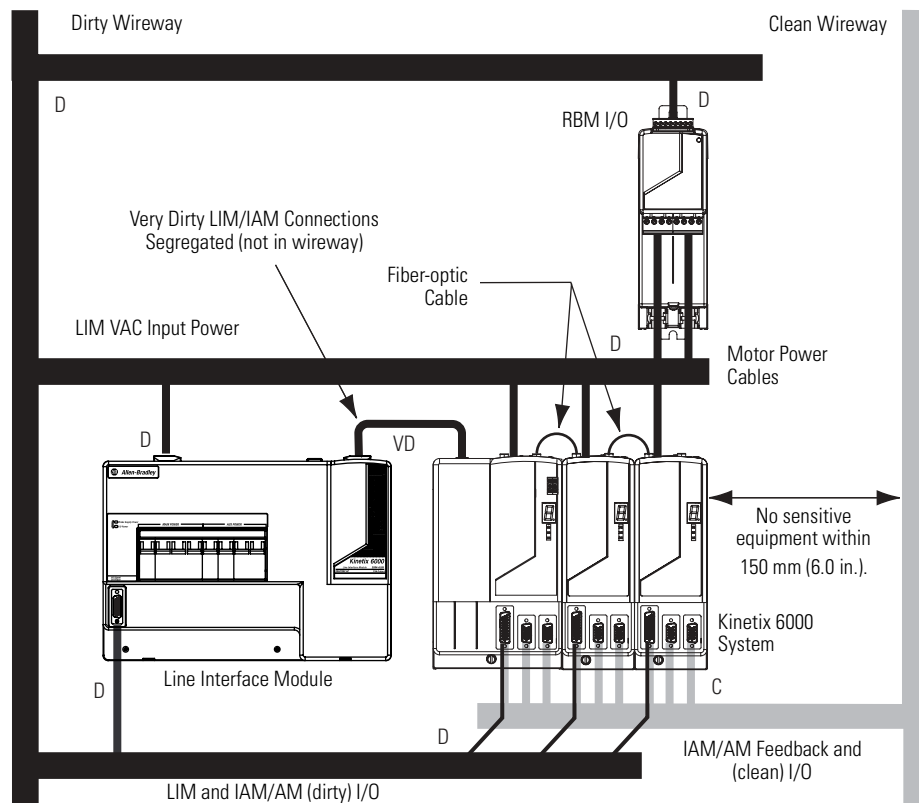 Dirty Wireway
Clean Wireway
D
D
RBM I/O
Very Dirty LIM/IAM Connections
Segregated (not in wireway)
Fiber-optic
Cable
LIM VAC Input Power
D
Motor Power
Cables
D
VD
Allen-Bradley
No sensitive
equipment within
150 mm (6.0 in.).
Kinetix 6000
Kinetix 6000
System
Line Interface Module
D
C
D
IAM/AM Feedback and
(clean) I/O
LIM and IAM/AM (dirty) I/O